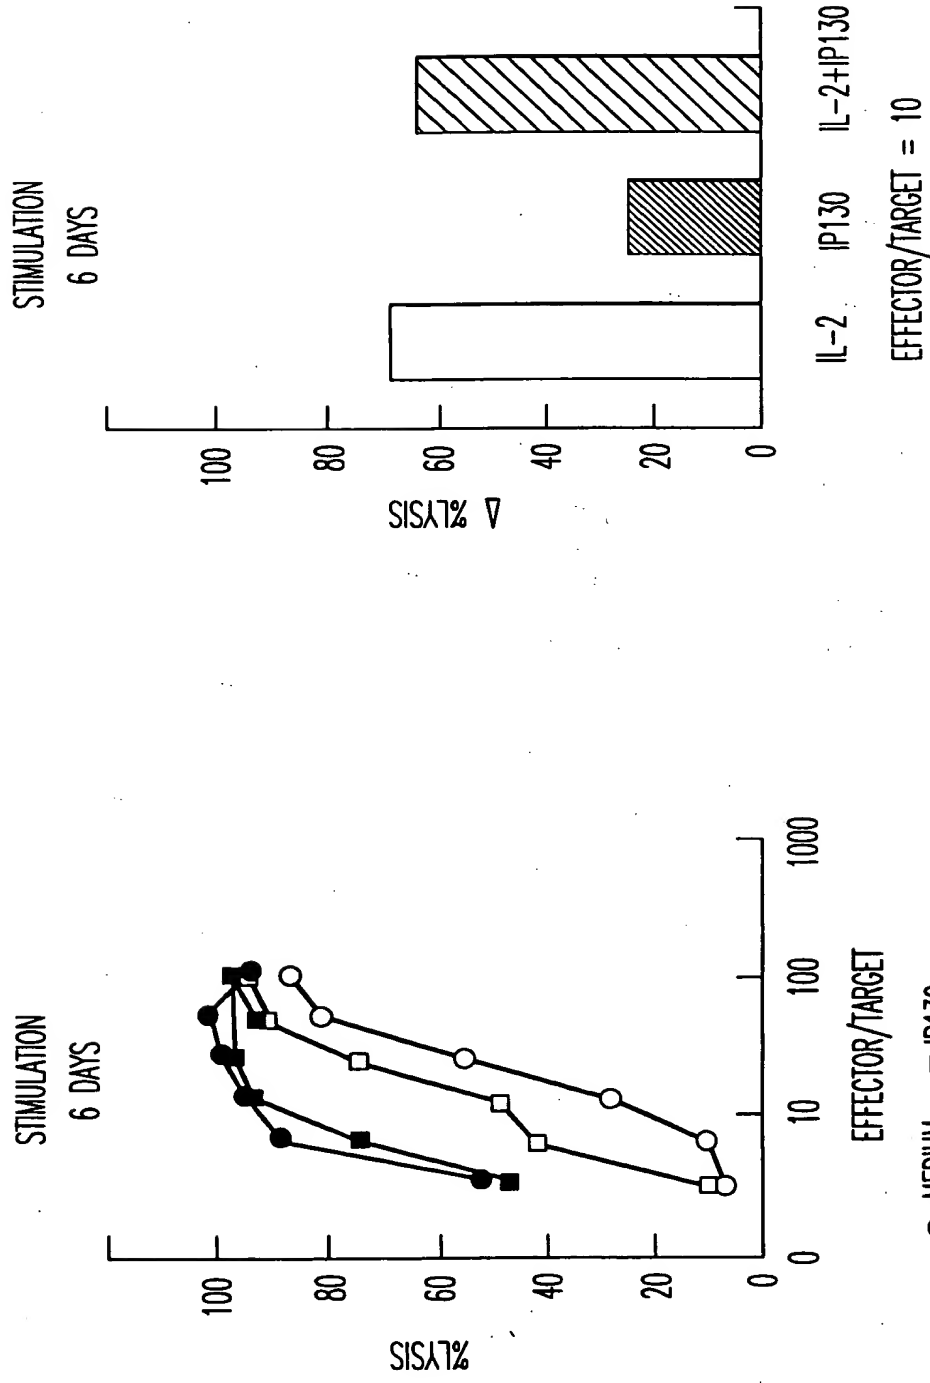 STIMULATION
6 DAYS
%LYSIS
100
80
60
40
20
0
0
10
100
1000
EFFECTOR/TARGET
STIMULATION
6 DAYS
Δ %LYSIS
100
80
60
40
20
0
IL-2
IP130
IL-2+IP130
EFFECTOR/TARGET = 10